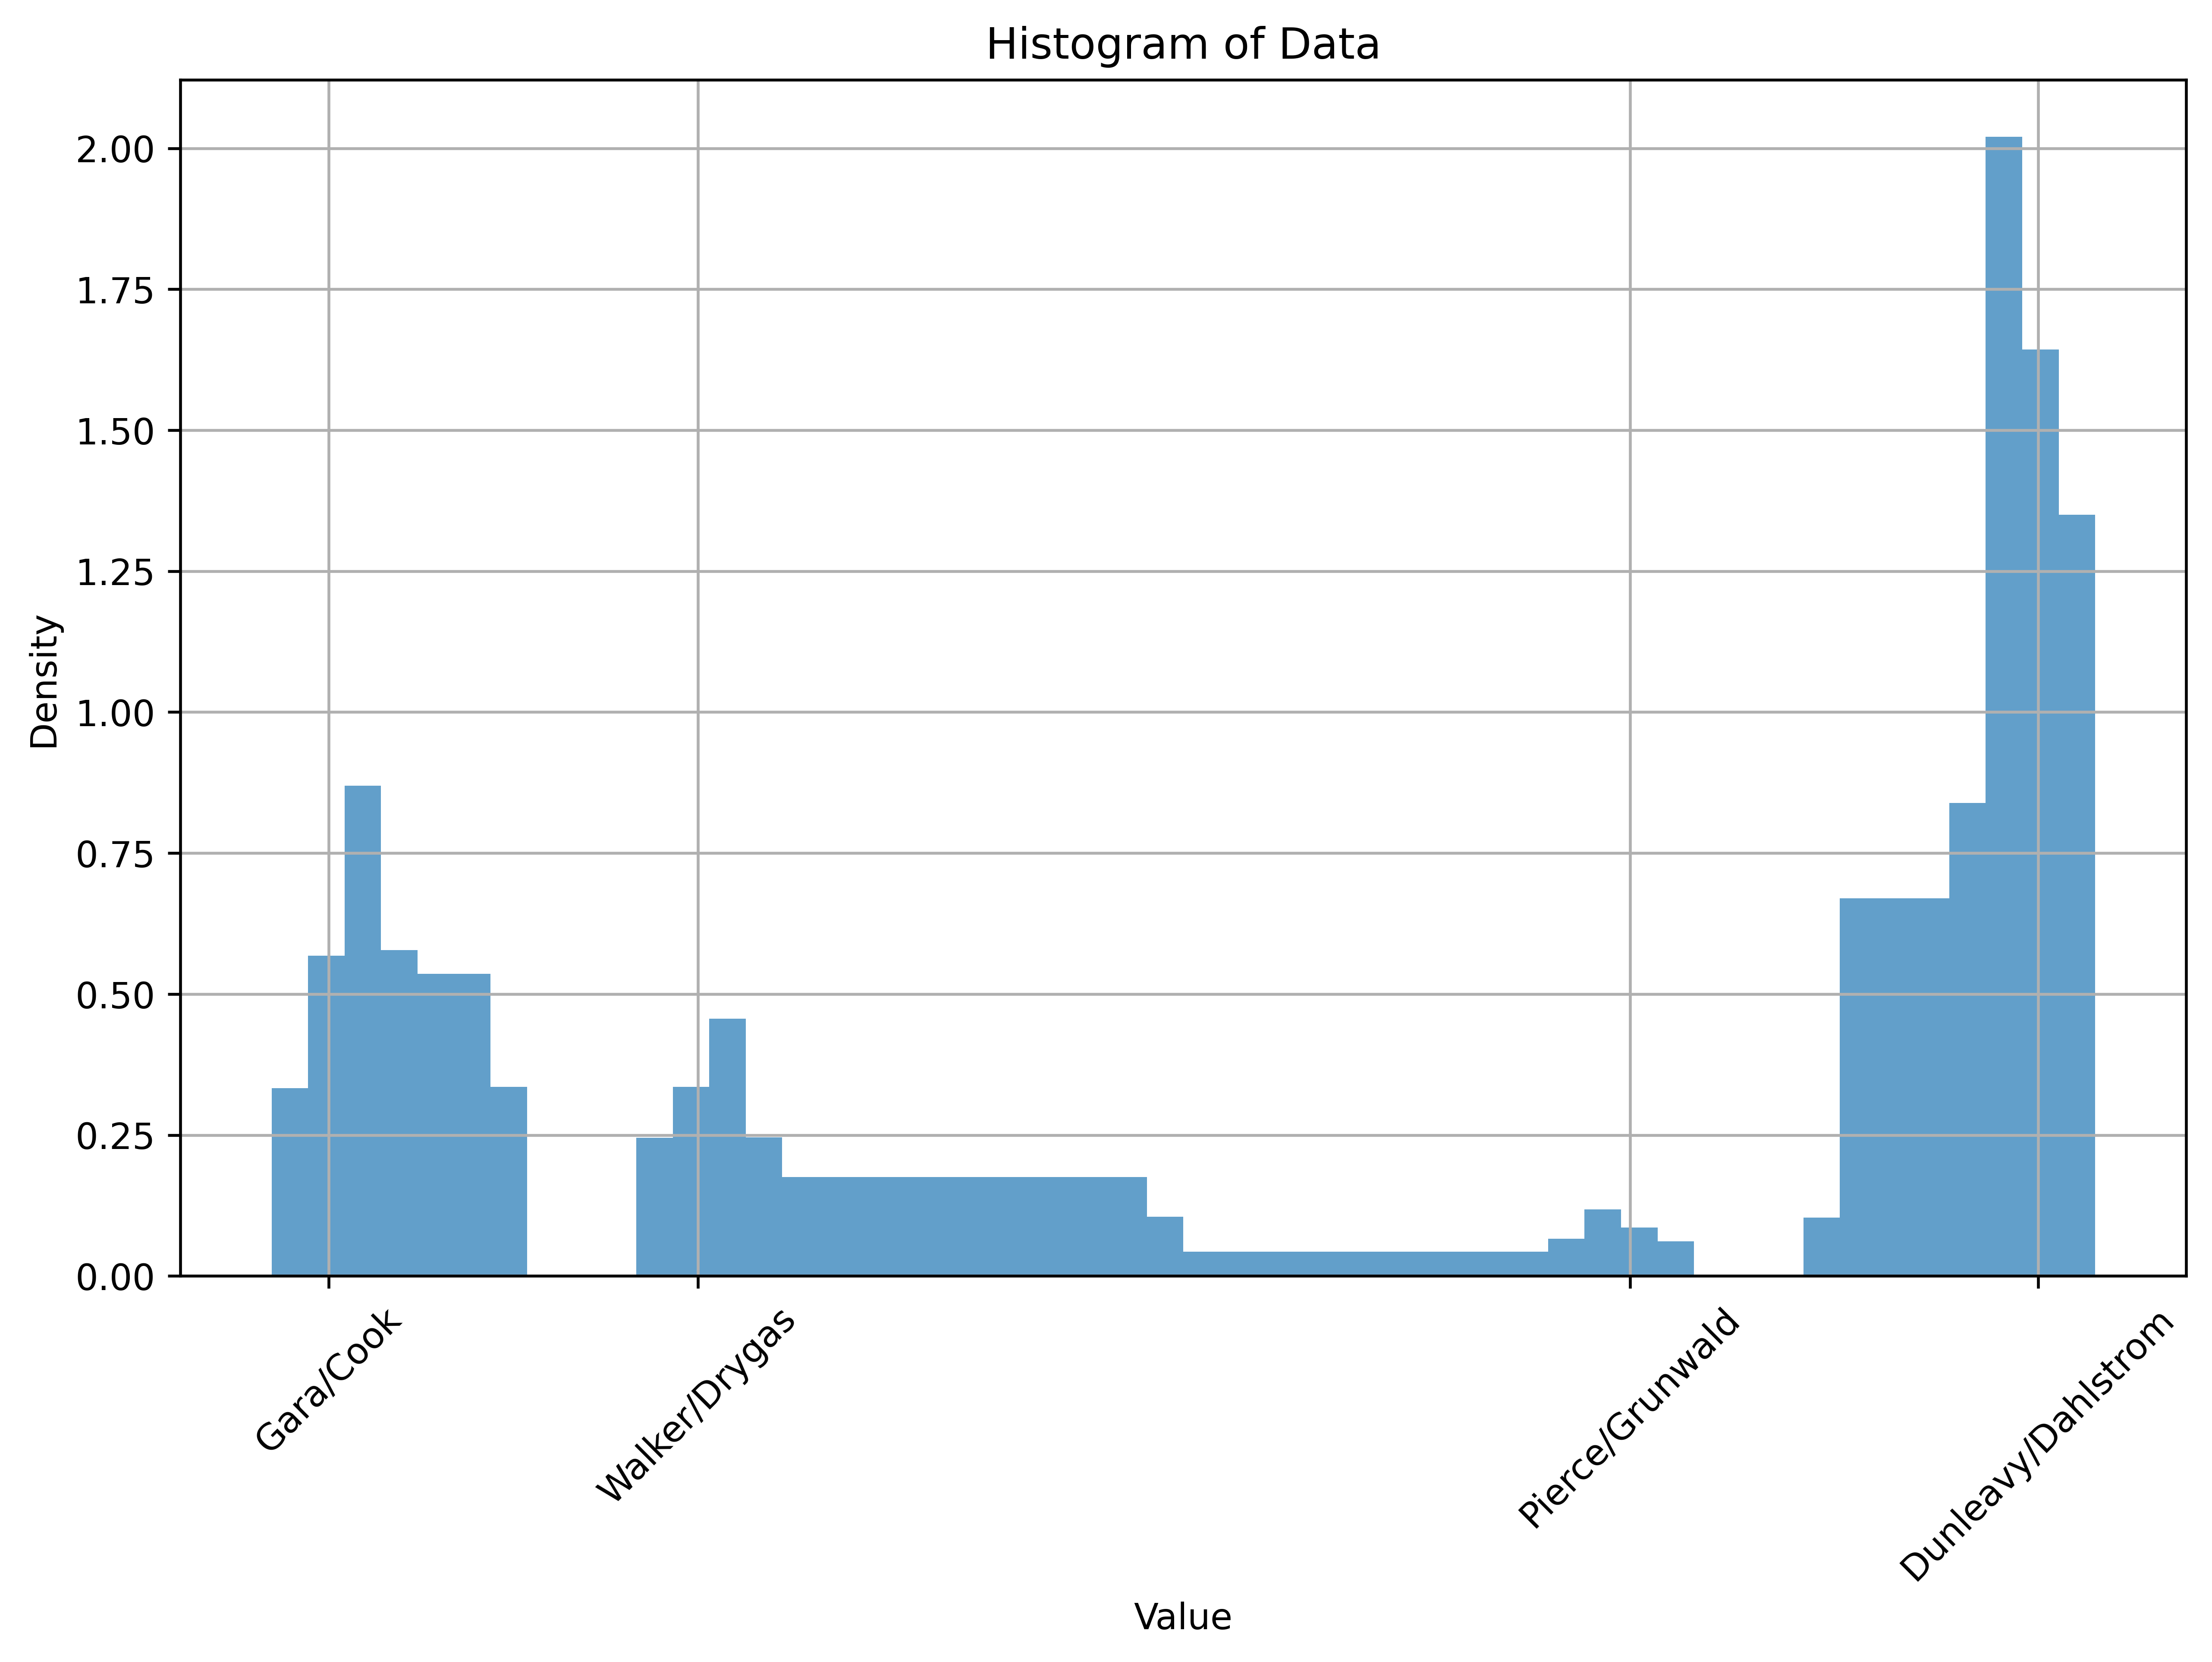 Histogram of Data
Density
2.00
1.75
1.50
1.25
1.00
0.75
0.50
0.25
0.00
Gara/Cook
Walker/Drygas
Pierce/Grunwald
Dunleavy/Dahlstrom
Value